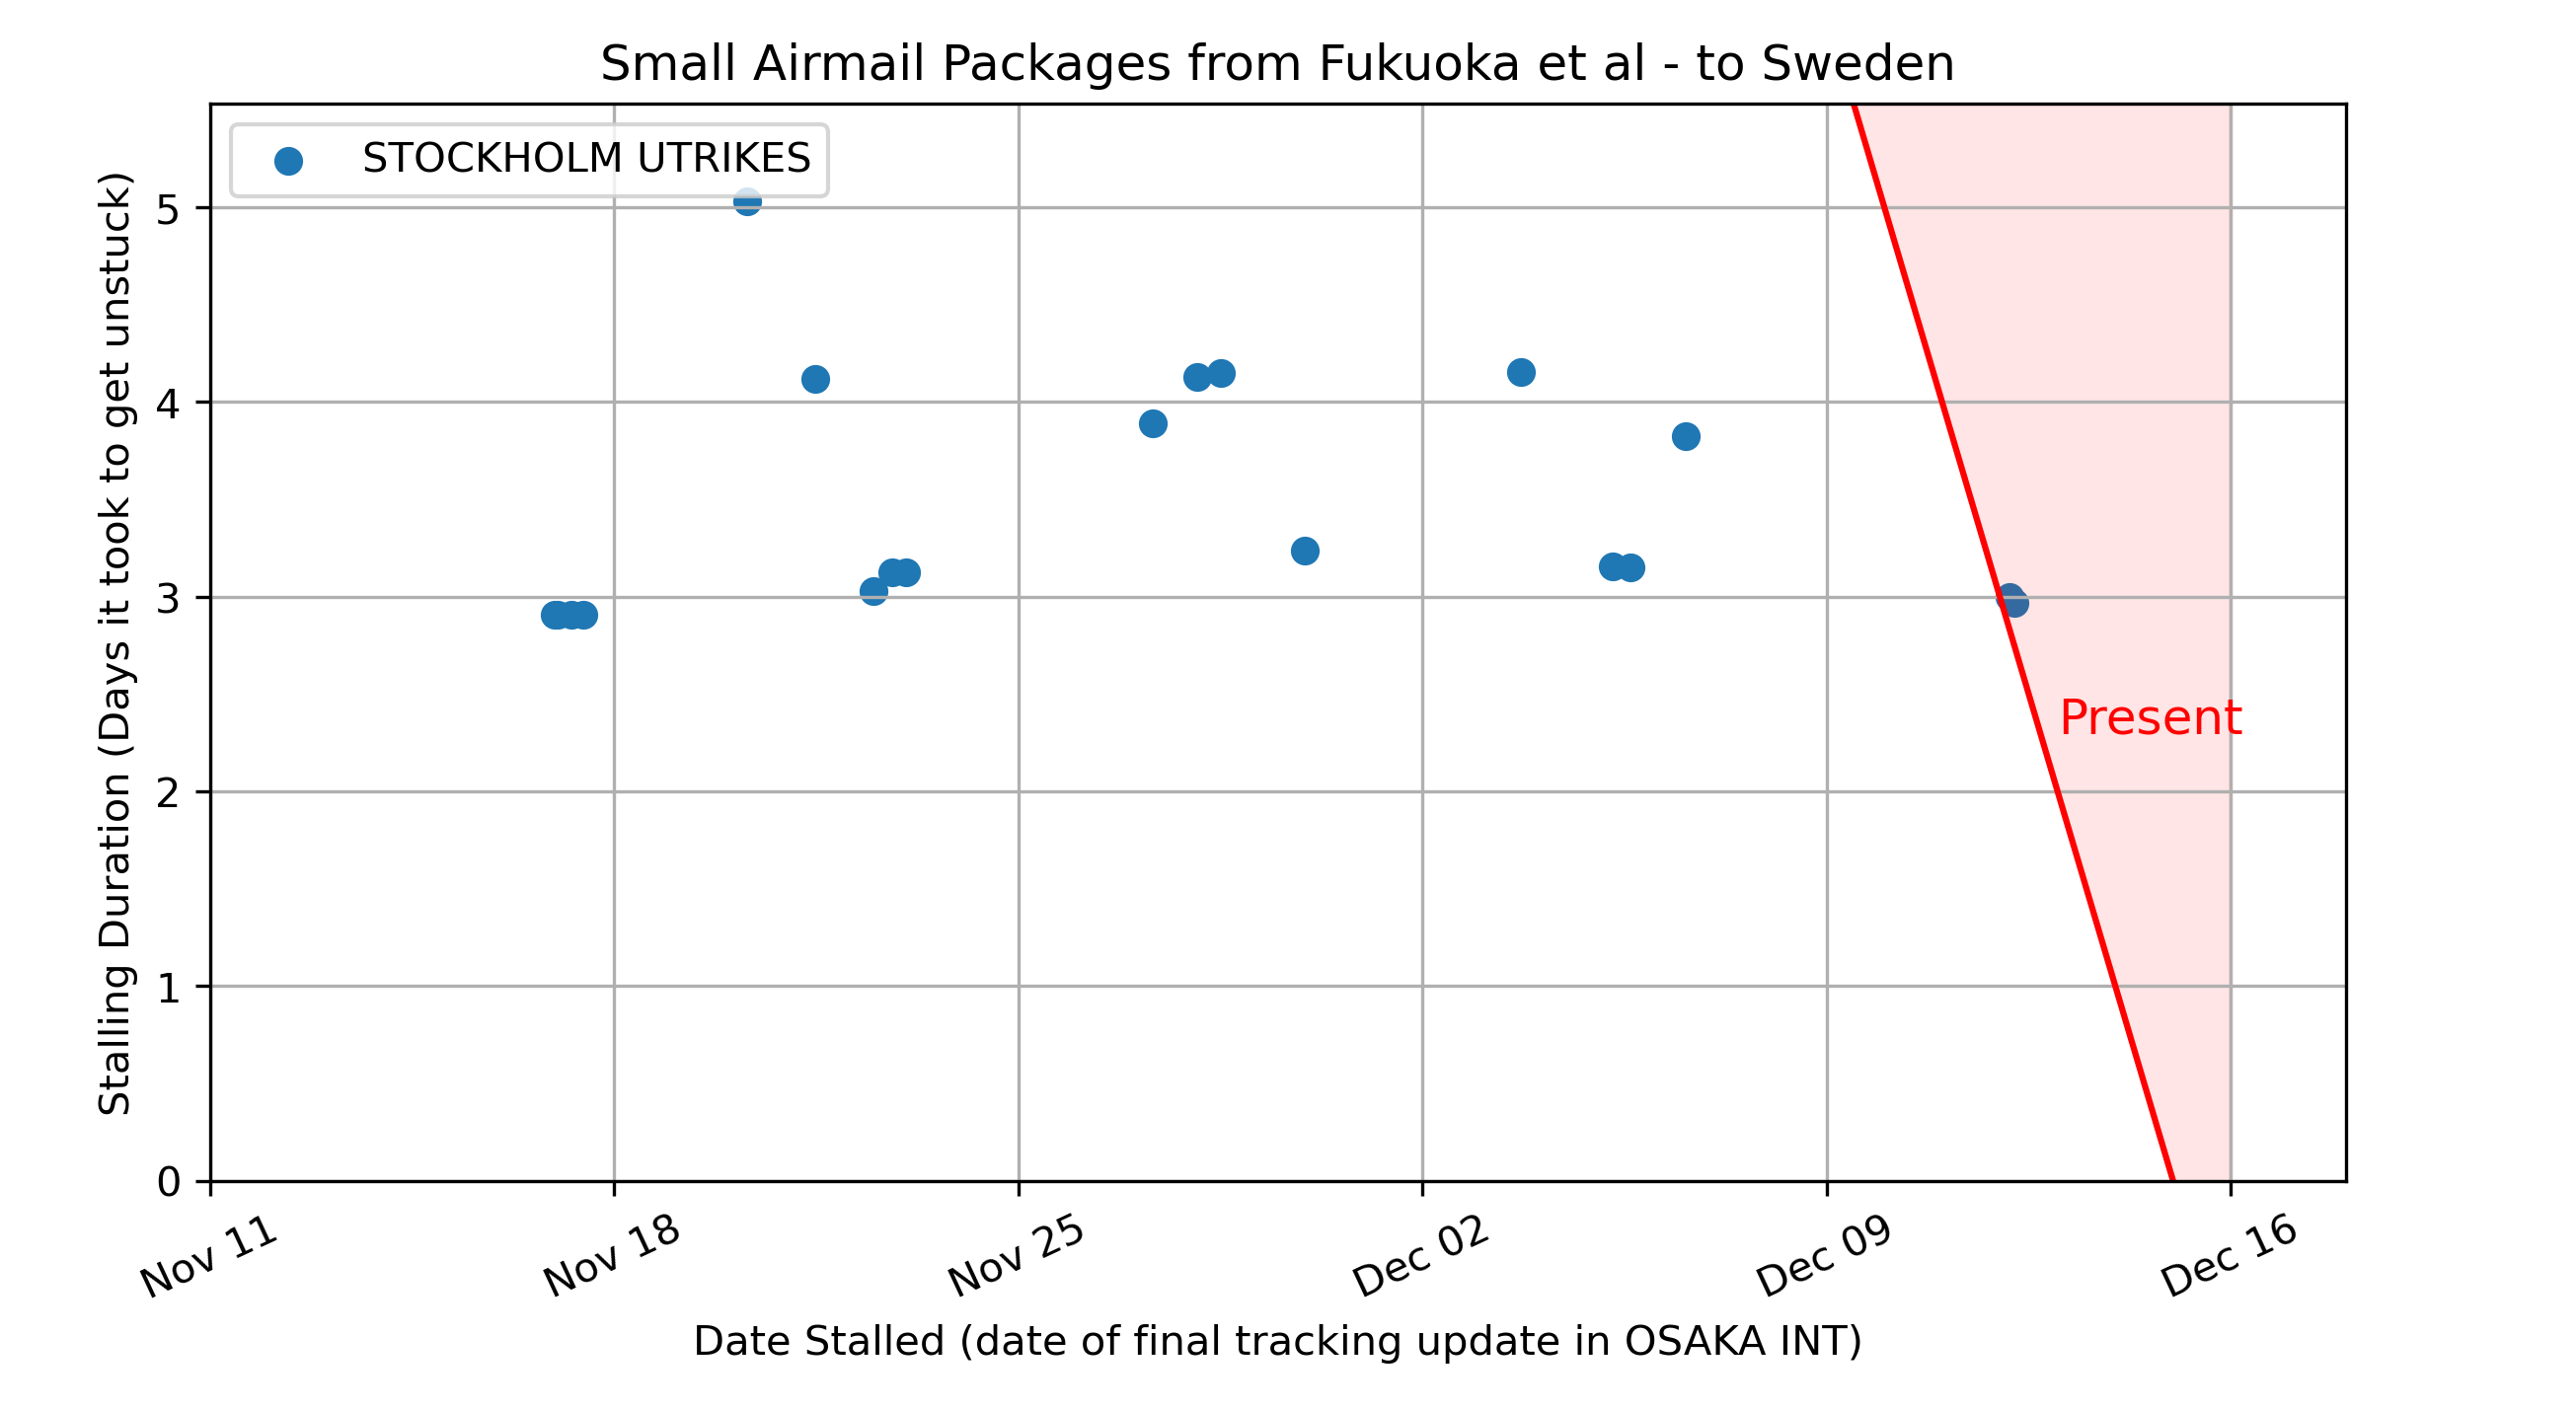 Small Airmail Packages from Fukuoka et al - to Sweden
STOCKHOLM UTRIKES
Stalling Duration (Days it took to get unstuck)
5
4
3
2
1
0
Present
Nov 11
Nov 18
Nov 25
Dec 02
Dec 09
Dec 16
Date Stalled (date of final tracking update in OSAKA INT)